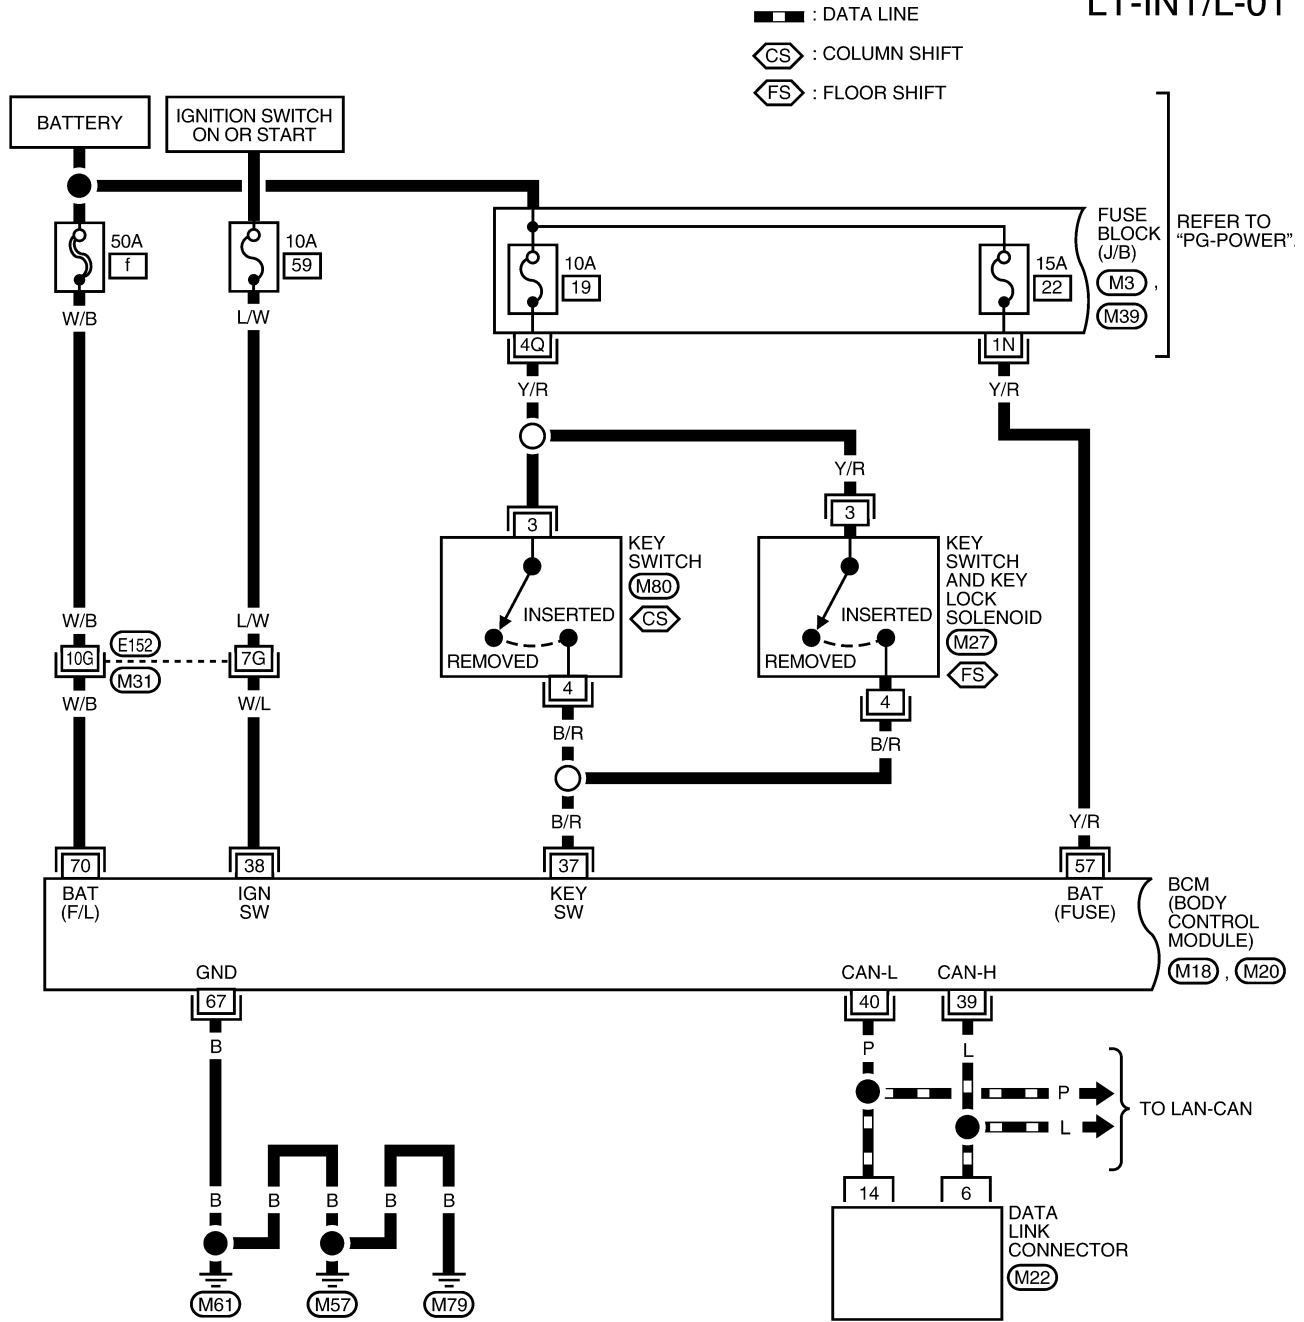 : DATA LINE
CS : COLUMN SHIFT
FS : FLOOR SHIFT
BATTERY
IGNITION SWITCH
ON OR START
50A
f
10A
59
10A
19
15A
22
FUSE
BLOCK
(J/B)
M3 ,
M39
REFER TO
“PG-POWER”.
W/B
L/W
4Q
1N
Y/R
Y/R
Y/R
3
3
KEY
SWITCH
M80
CS
INSERTED
REMOVED
KEY
SWITCH
AND KEY
LOCK
SOLENOID
M27
FS
INSERTED
REMOVED
W/B
L/W
10G
E152
M31
7G
W/B
W/L
4
4
B/R
B/R
B/R
Y/R
70
38
37
57
BAT
(F/L)
IGN
SW
KEY
SW
BAT
(FUSE)
BCM
(BODY
CONTROL
MODULE)
M18 , M20
GND
CAN-L
CAN-H
67
40
39
B
P
L
P
L
TO LAN-CAN
B
B
B
B
B
14
6
DATA
LINK
CONNECTOR
M22
M61
M57
M79